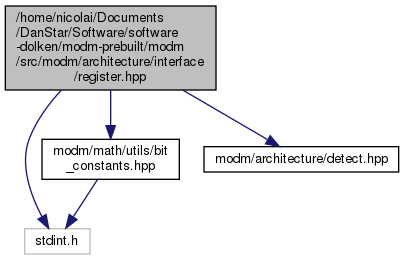 /home/nicolai/Documents
/DanStar/Software/software
-dolken/modm-prebuilt/modm
/src/modm/architecture/interface
/register.hpp
modm/math/utils/bit
_constants.hpp
modm/architecture/detect.hpp
stdint.h